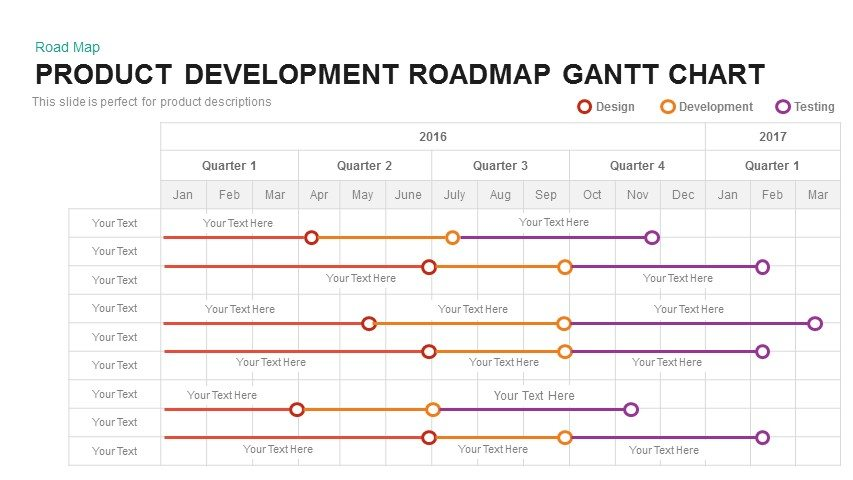 Road Map
PRODUCT DEVELOPMENT ROADMAP GANTT CHART
This slide is perfect for product descriptions
Design Development Testing
2016 2017
Quarter 1 Quarter 2 Quarter 3 Quarter 4 Quarter 1
Jan Feb Mar Apr May June July Aug Sep Oct Nov Dec Jan Feb Mar
Your Text Your Text Here Your Text Here
Your Text
Your Text Your Text Here Your Text Here
Your Text Your Text Here Your Text Here Your Text Here
Your Text
Your Text Your Text Here Your Text Here Your Text Here
Your Text Your Text Here Your Text Here
Your Text
Your Text Your Text Here Your Text Here Your Text Here